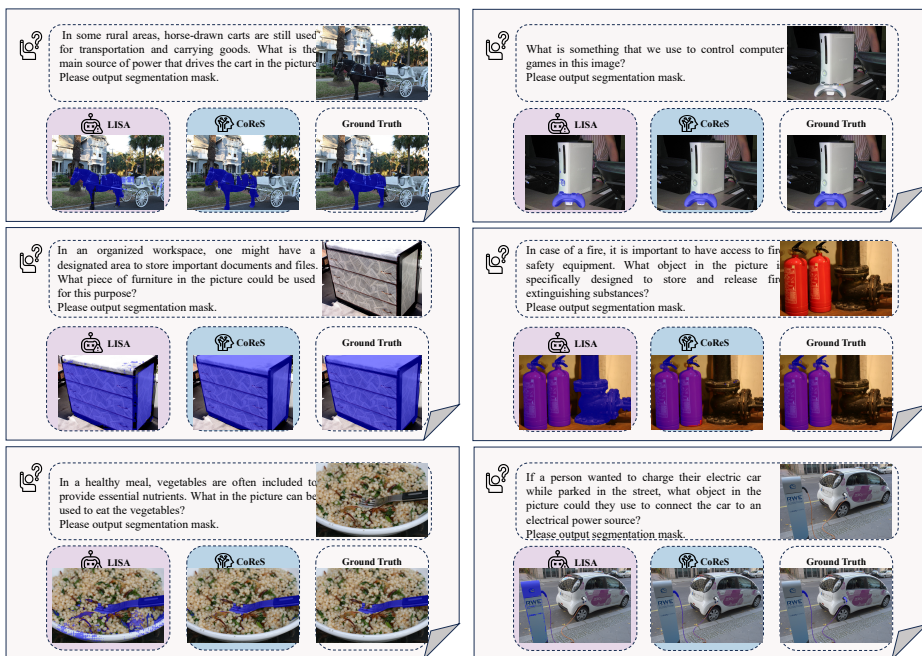 In some rural areas, horse-drawn carts are still used
for transportation and carrying goods. What is the
main source of power that drives the cart in the picture
Please output segmentation mask.
LISA
CoReS
Ground Truth
What is something that we use to control computer
games in this image?
Please output segmentation mask.
LISA
CoReS
Ground Truth
In an organized workspace, one might have a
designated area to store important documents and files.
What piece of furniture in the picture could be used
for this purpose?
Please output segmentation mask.
LISA
CoReS
Ground Truth
In case of a fire, it is important to have access to fire
safety equipment. What object in the picture i
specifically designed to store and release fire
extinguishing substances?
Please output segmentation mask.
LISA
CoReS
Ground Truth
In a healthy meal, vegetables are often included to
provide essential nutrients. What in the picture can be
used to eat the vegetables?
Please output segmentation mask.
LISA
CoReS
Ground Truth
If a person wanted to charge their electric car
while parked in the street, what object in the
picture could they use to connect the car to an
electrical power source?
Please output segmentation mask.
RWE
LISA
CoReS
Ground Truth
RWE
RWE
RWE